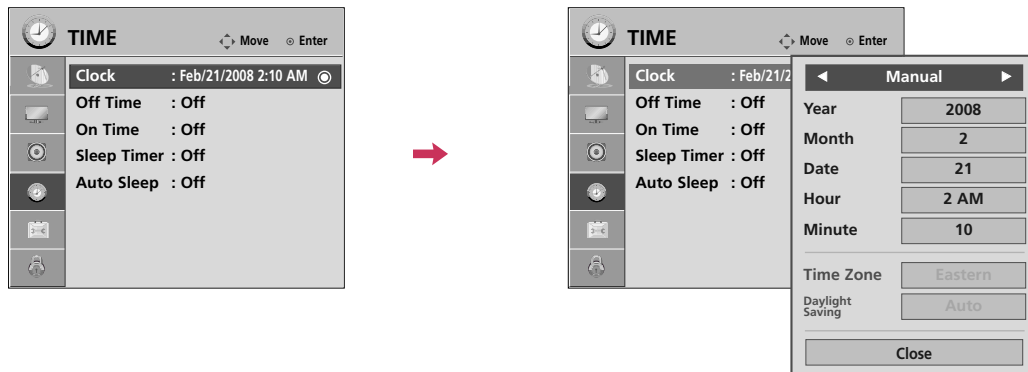 TIME
Move
Enter
Clock : Feb/21/2008 2:10 AM
Off Time : Off
On Time : Off
Sleep Timer : Off
Auto Sleep : Off
TIME
Move
Enter
Clock : Feb/21/2
Off Time : Off
On Time : Off
Sleep Timer : Off
Auto Sleep : Off
◀ Manual ▶
Year 2008
Month 2
Date 21
Hour 2 AM
Minute 10
Time Zone Eastern
Daylight
Saving Auto
Close